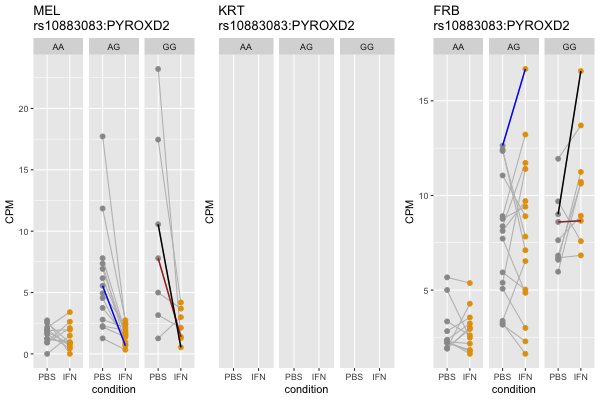 MEL
rs10883083:PYROXD2
AA AG GG
CPM
20
15
10
5
0
PBS IFN PBS IFN PBS IFN
condition
KRT
rs10883083:PYROXD2
AA AG GG
CPM
PBS IFN PBS IFN PBS IFN
condition
FRB
rs10883083:PYROXD2
AA AG GG
CPM
15
10
5
PBS IFN PBS IFN PBS IFN
condition